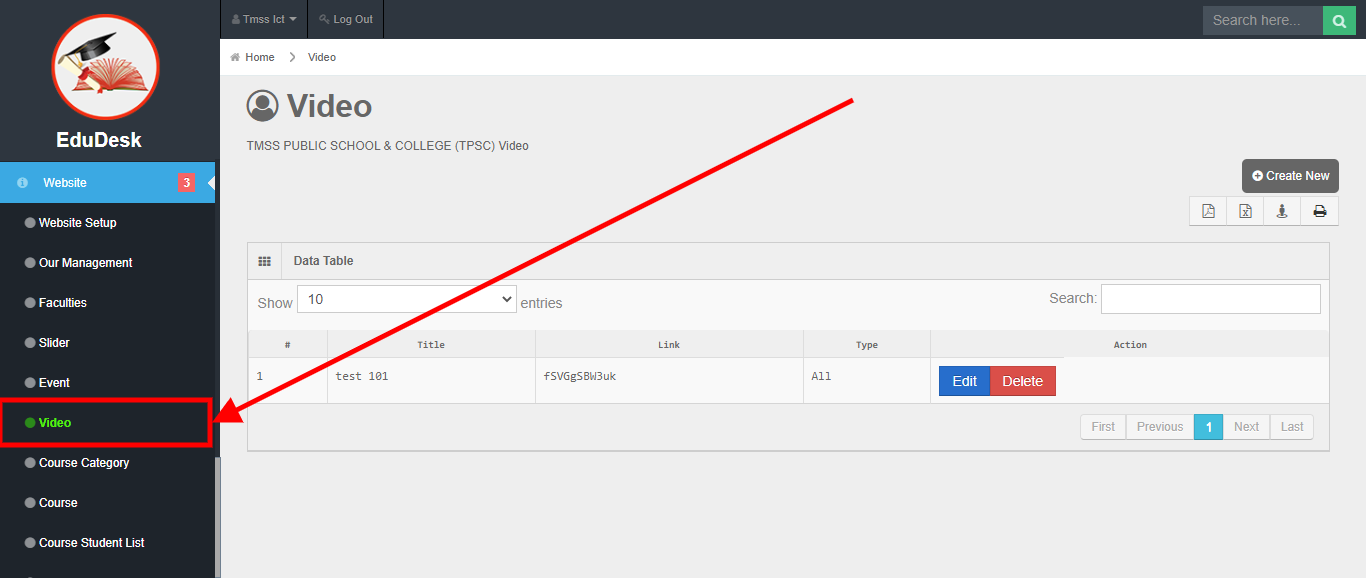 Tmss Ict
Log Out
Search here...
EduDesk
Home
Video
Video
TMSS PUBLIC SCHOOL & COLLEGE (TPSC) Video
Create New
Website 3
Website Setup
Our Management
Faculties
Slider
Event
Video
Course Category
Course
Course Student List
Data Table
Show 10 entries
Search:
# Title Link Type Action
1 test 101 fSVGgSBW3uk All Edit Delete
First Previous 1 Next Last